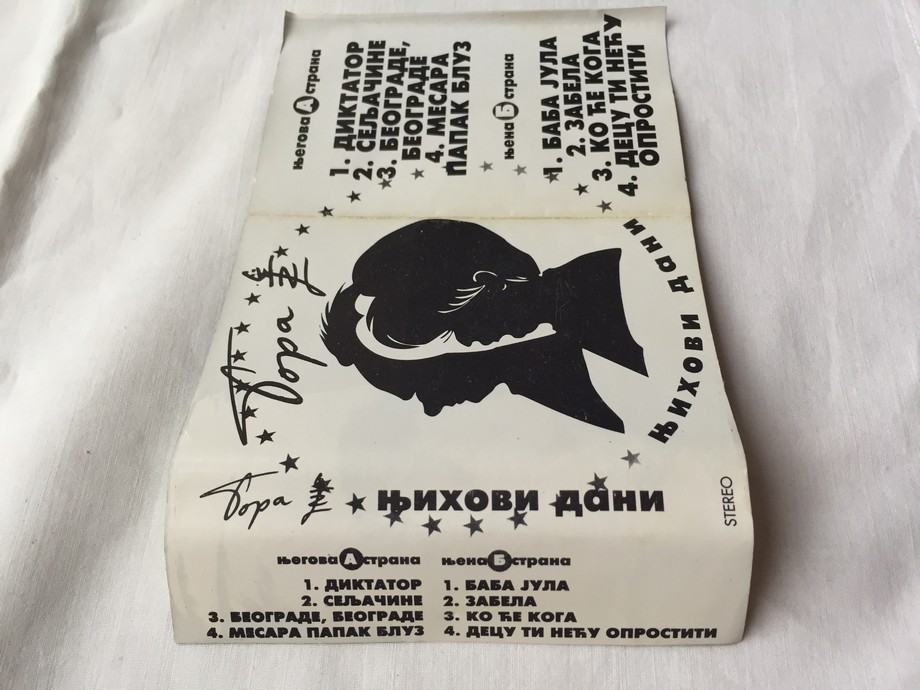 његова А страна
1. ДИКТАТОР
2. СЕЉАЧИНЕ
3. БЕОГРАДЕ,
БЕОГРАДЕ
4. МЕСАРА
ПАПАК БЛУЗ
њена Б страна
1. БАБА ЈУЛА
2. ЗАБЕЛА
3. КО ЋЕ КОГА
4. ДЕЦУ ТИ НЕЋУ
ОПРОСТИТИ
Бора
њихови дани
Бора
њихови дани
STEREO
његова А страна
1. ДИКТАТОР
2. СЕЉАЧИНЕ
3. БЕОГРАДЕ, БЕОГРАДЕ
4. МЕСАРА ПАПАК БЛУЗ
њена Б страна
1. БАБА ЈУЛА
2. ЗАБЕЛА
3. КО ЋЕ КОГА
4. ДЕЦУ ТИ НЕЋУ ОПРОСТИТИ